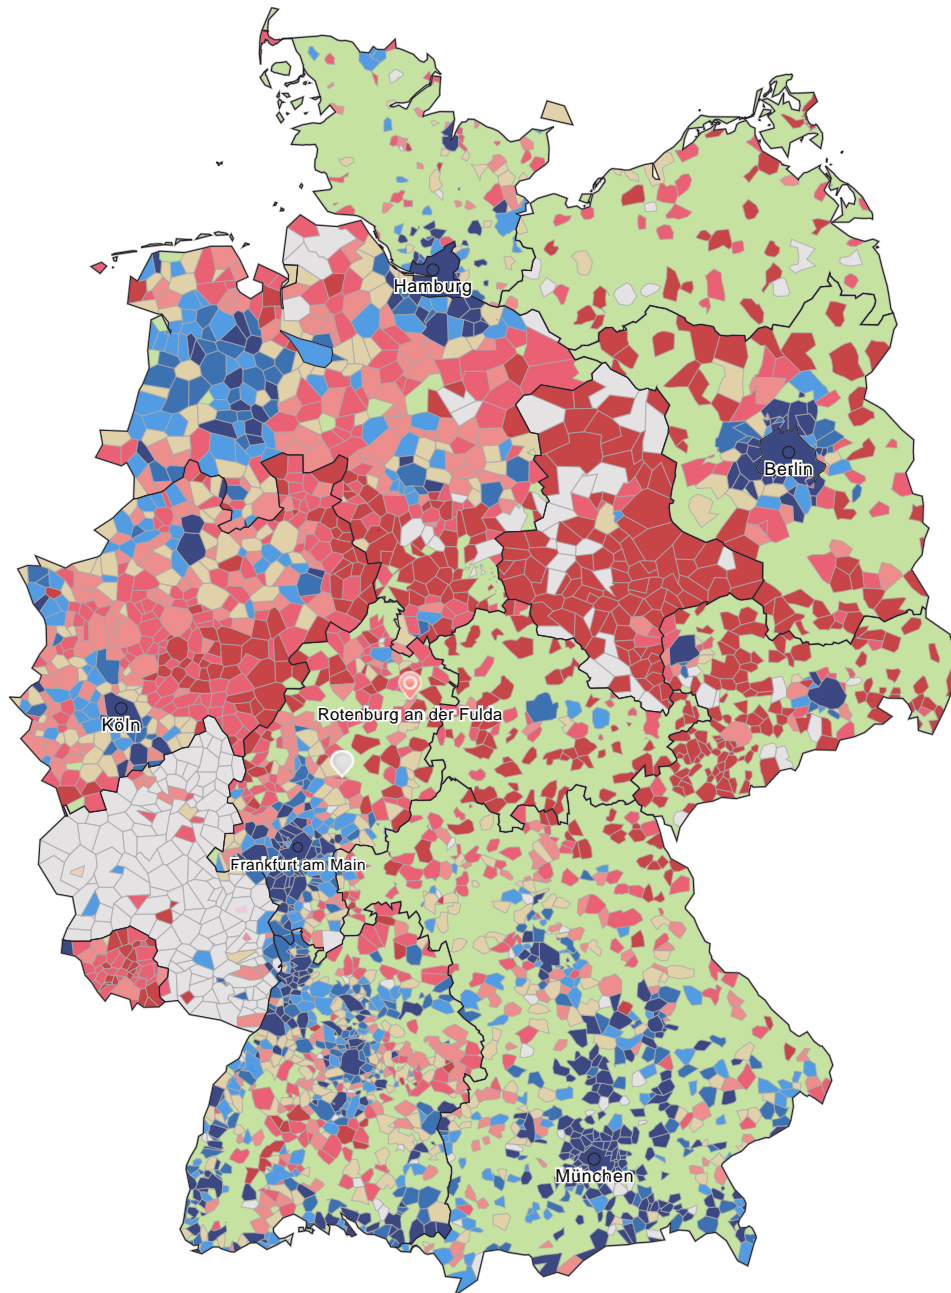 Hamburg
Berlin
Rotenburg an der Fulda
Köln
Frankfurt am Main
München